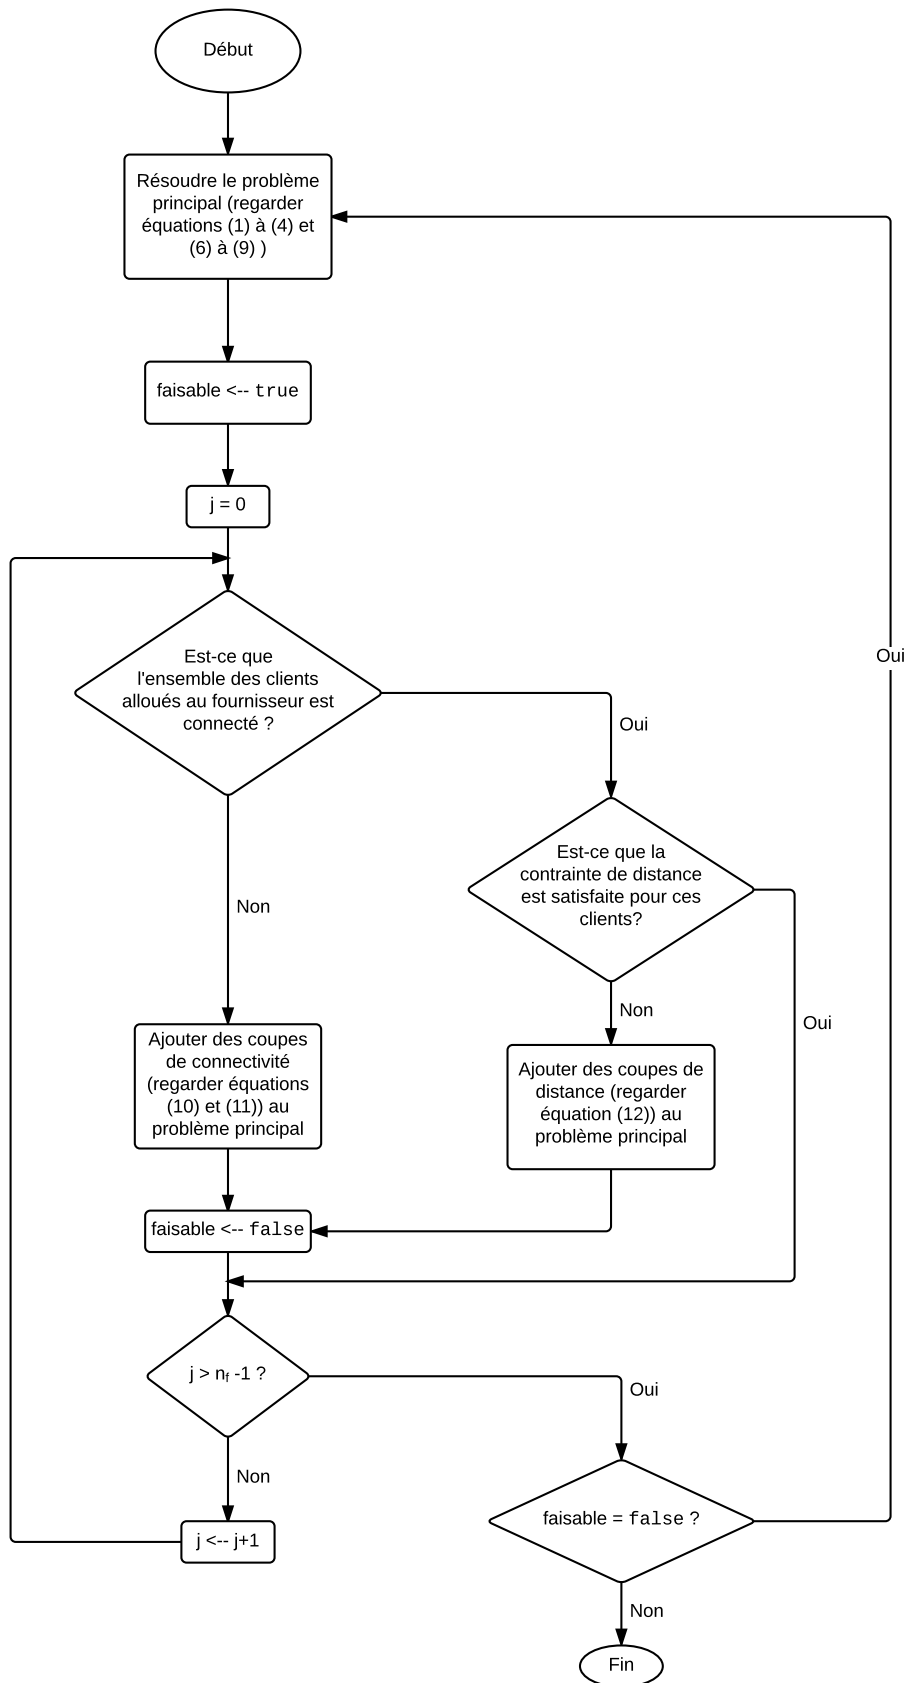 Début
Résoudre le problème
principal (regarder
équations (1) à (4) et
(6) à (9) )
faisable <-- true
j = 0
Est-ce que
l'ensemble des clients
alloués au fournisseur est
connecté ?
Oui
Oui
Est-ce que la
contrainte de distance
est satisfaite pour ces
clients?
Non
Non
Oui
Ajouter des coupes
de connectivité
(regarder équations
(10) et (11)) au
problème principal
Ajouter des coupes de
distance (regarder
équation (12)) au
problème principal
faisable <-- false
j > nf -1 ?
Oui
Non
j <-- j+1
faisable = false ?
Non
Fin